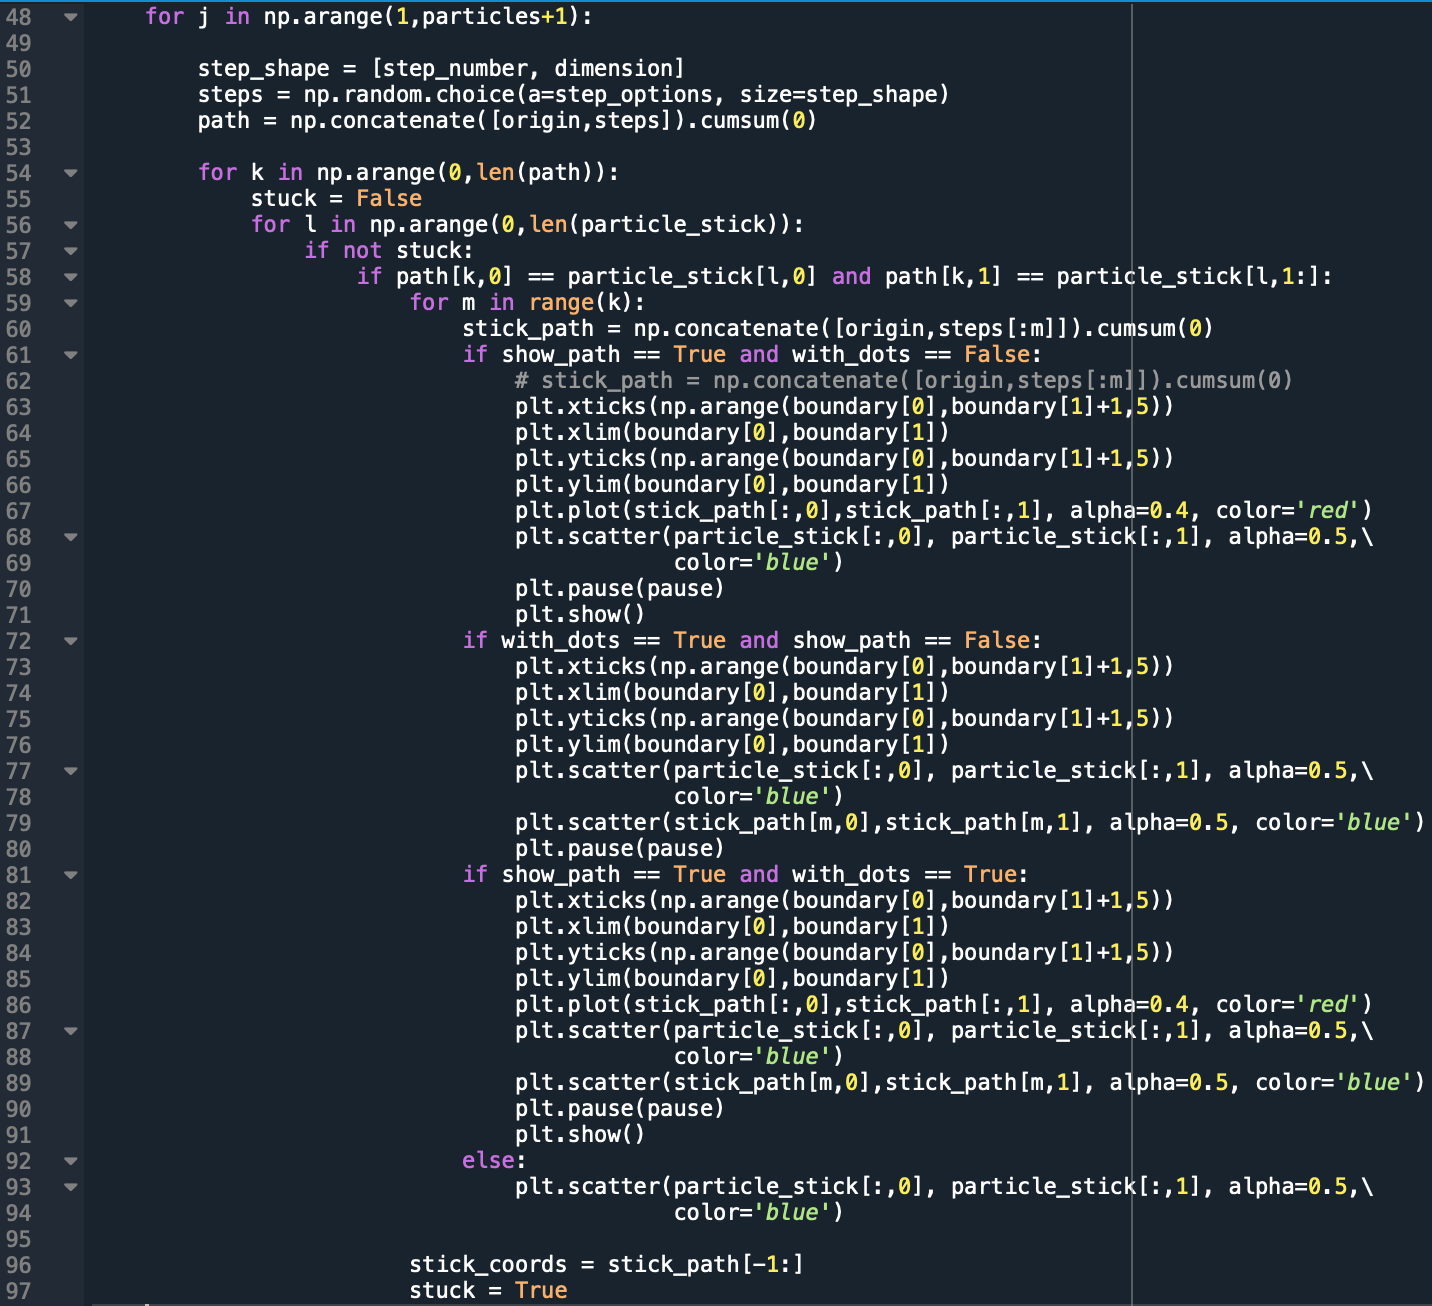 48 for j in np.arange(1,particles+1):
49
50 step_shape = [step_number, dimension]
51 steps = np.random.choice(a=step_options, size=step_shape)
52 path = np.concatenate([origin,steps]).cumsum(0)
53
54 for k in np.arange(0,len(path)):
55 stuck = False
56 for l in np.arange(0,len(particle_stick)):
57 if not stuck:
58 if path[k,0] == particle_stick[l,0] and path[k,1] == particle_stick[l,1:]:
59 for m in range(k):
60 stick_path = np.concatenate([origin,steps[:m]]).cumsum(0)
61 if show_path == True and with_dots == False:
62 # stick_path = np.concatenate([origin,steps[:m]]).cumsum(0)
63 plt.xticks(np.arange(boundary[0],boundary[1]+1,5))
64 plt.xlim(boundary[0],boundary[1])
65 plt.yticks(np.arange(boundary[0],boundary[1]+1,5))
66 plt.ylim(boundary[0],boundary[1])
67 plt.plot(stick_path[:,0],stick_path[:,1], alpha=0.4, color='red')
68 plt.scatter(particle_stick[:,0], particle_stick[:,1], alpha=0.5,\
69 color='blue')
70 plt.pause(pause)
71 plt.show()
72 if with_dots == True and show_path == False:
73 plt.xticks(np.arange(boundary[0],boundary[1]+1,5))
74 plt.xlim(boundary[0],boundary[1])
75 plt.yticks(np.arange(boundary[0],boundary[1]+1,5))
76 plt.ylim(boundary[0],boundary[1])
77 plt.scatter(particle_stick[:,0], particle_stick[:,1], alpha=0.5,\
78 color='blue')
79 plt.scatter(stick_path[m,0],stick_path[m,1], alpha=0.5, color='blue')
80 plt.pause(pause)
81 if show_path == True and with_dots == True:
82 plt.xticks(np.arange(boundary[0],boundary[1]+1,5))
83 plt.xlim(boundary[0],boundary[1])
84 plt.yticks(np.arange(boundary[0],boundary[1]+1,5))
85 plt.ylim(boundary[0],boundary[1])
86 plt.plot(stick_path[:,0],stick_path[:,1], alpha=0.4, color='red')
87 plt.scatter(particle_stick[:,0], particle_stick[:,1], alpha=0.5,\
88 color='blue')
89 plt.scatter(stick_path[m,0],stick_path[m,1], alpha=0.5, color='blue')
90 plt.pause(pause)
91 plt.show()
92 else:
93 plt.scatter(particle_stick[:,0], particle_stick[:,1], alpha=0.5,\
94 color='blue')
95
96 stick_coords = stick_path[-1:]
97 stuck = True